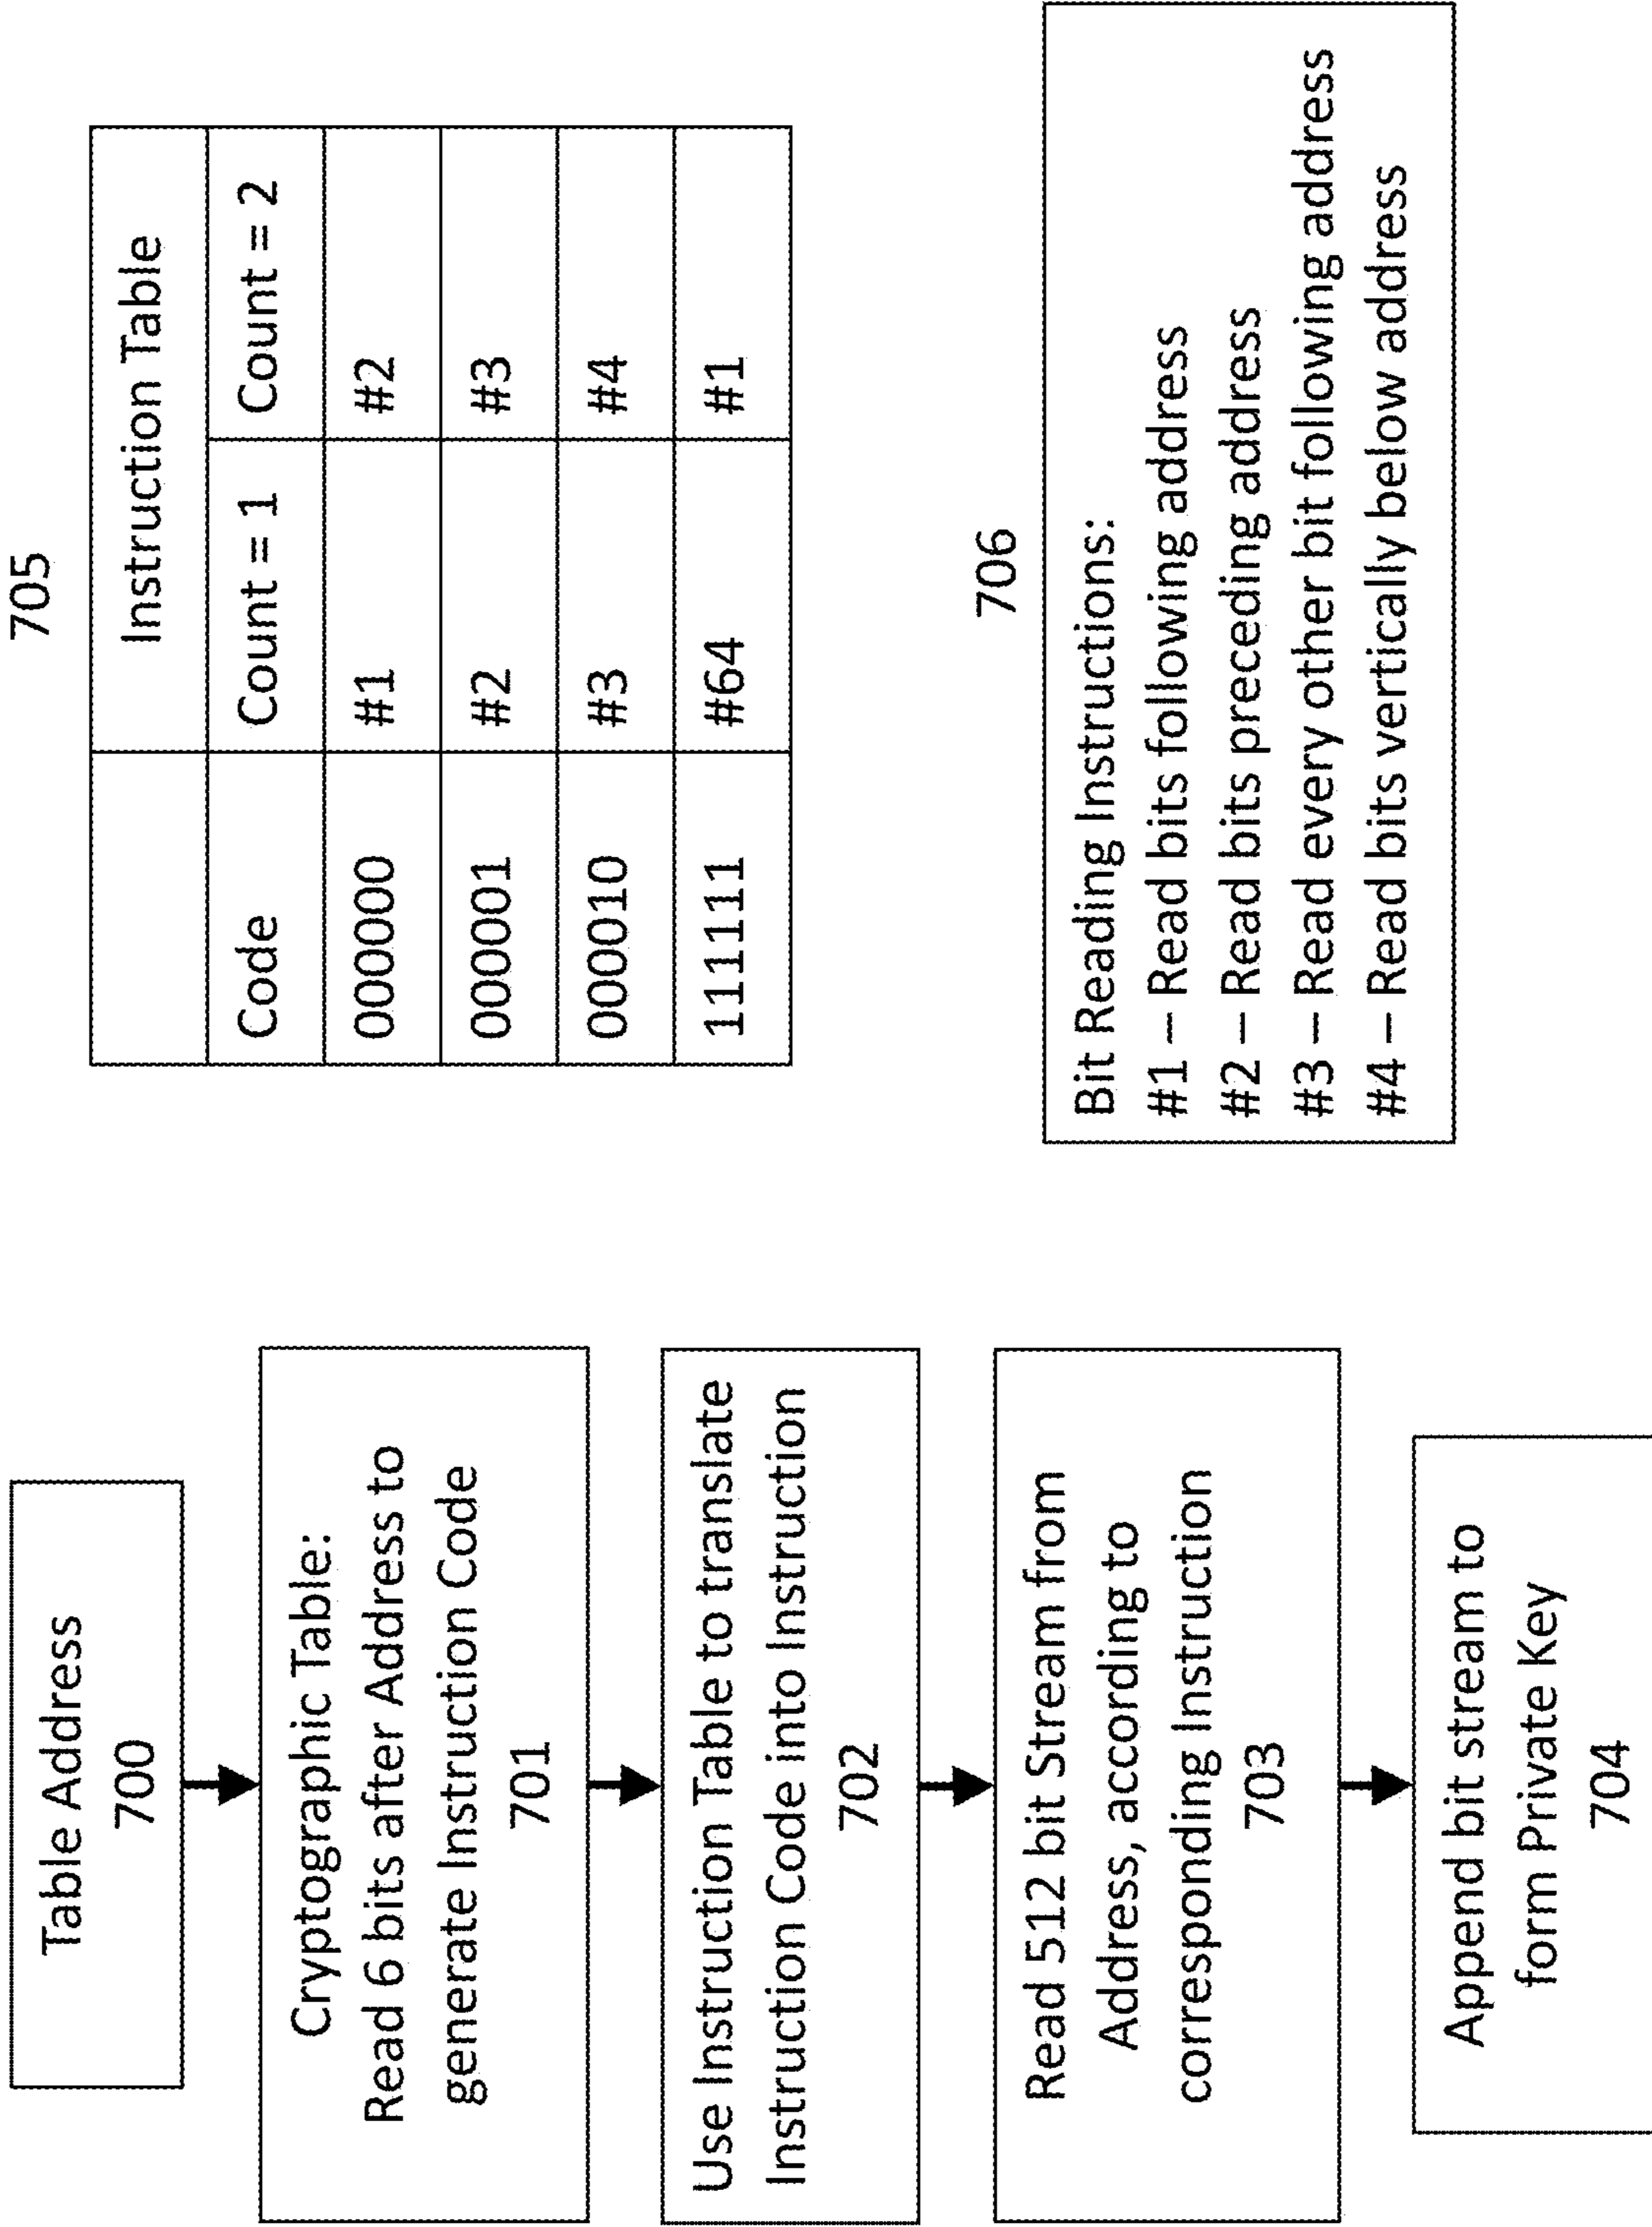 Table Address
700
Cryptographic Table:
Read 6 bits after Address to
generate Instruction Code
701
Use Instruction Table to translate
Instruction Code into Instruction
702
Read 512 bit Stream from
Address, according to
corresponding Instruction
703
Append bit stream to
form Private Key
704
705
Instruction Table
Code Count = 1 Count = 2
000000 #1 #2
000001 #2 #3
000010 #3 #4
111111 #64 #1
706
Bit Reading Instructions:
#1 – Read bits following address
#2 – Read bits preceding address
#3 – Read every other bit following address
#4 – Read bits vertically below address